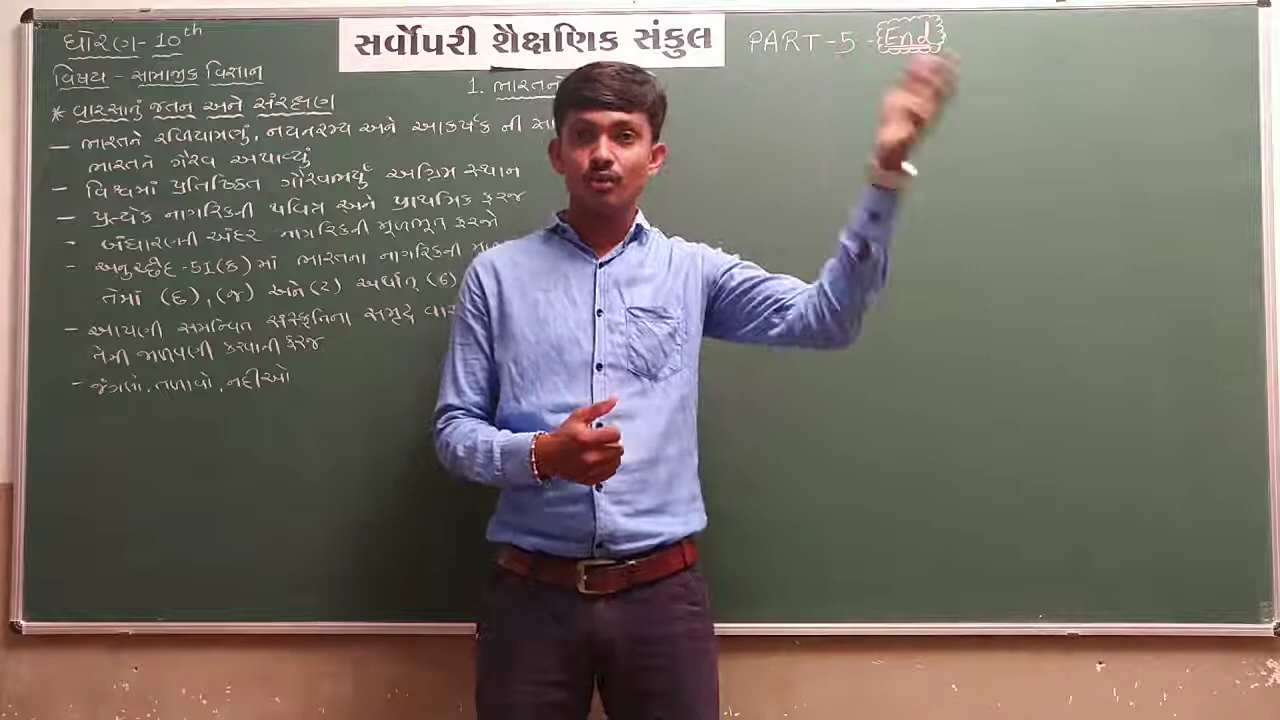 ધોરણ- 10th
સર્વોપરી શૈક્ષણિક સંકુલ
PART-5-End
વિષય - સામાજીક વિજ્ઞાન
1. ભારતનો
* વારસાનું જતન અને સંરક્ષણ
- ભારતને રળિયામણું, નયનરમ્ય અને આકર્ષક ની
ભારતને ગૌરવ અપાવ્યું
- વિશ્વમાં પ્રતિષ્ઠિત ગૌરવભર્યું અગ્રિમ સ્થાન
- પ્રત્યેક નાગરિકની પવિત્ર અને પ્રાથમિક ફરજ
- બંધારણની અંદર નાગરિકની મૂળભૂત ફરજો
- અનુચ્છેદ-51(ક) માં ભારતના નાગરિકની
તેમાં (છ), (જ) અને (ટ) અર્થાત્ (6)
- આપણી સમન્વિત સંસ્કૃતિના સમૃદ્ધ
તેની જાળવણી કરવાની ફરજ
- જંગલો, તળાવો, નદીઓ